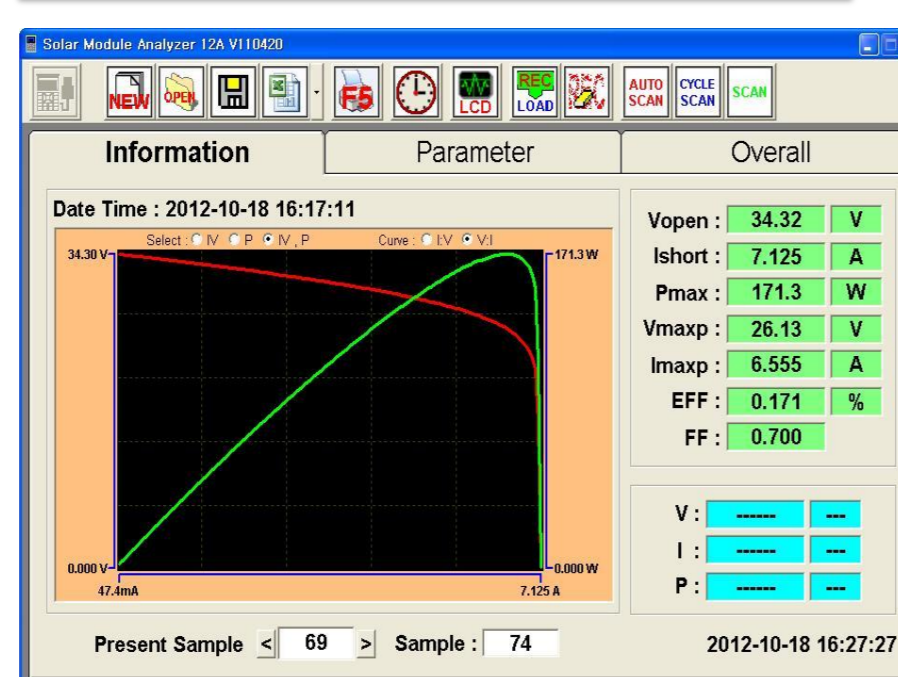 Solar Module Analyzer 12A V110420
NEW OPEN F5 LCD REC LOAD AUTO SCAN CYCLE SCAN SCAN
Information Parameter Overall
Date Time : 2012-10-18 16:17:11
Select : IV P IV , P Curve : I:V V:I
34.30 V 171.3 W
0.000 V 0.000 W
47.4mA 7.125 A
Vopen : 34.32 V
Ishort : 7.125 A
Pmax : 171.3 W
Vmaxp : 26.13 V
Imaxp : 6.555 A
EFF : 0.171 %
FF : 0.700
V : ------ ---
I : ------ ---
P : ------ ---
Present Sample < 69 > Sample : 74
2012-10-18 16:27:27